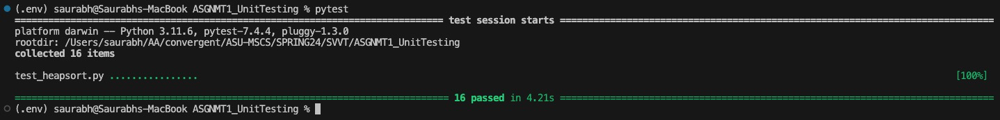 (.env) saurabh@Saurabhs-MacBook ASGNMT1_UnitTesting % pytest
============================ test session starts ============================
platform darwin -- Python 3.11.6, pytest-7.4.4, pluggy-1.3.0
rootdir: /Users/saurabh/AA/convergent/ASU-MSCS/SPRING24/SVVT/ASGNMT1_UnitTesting
collected 16 items
test_heapsort.py ................ [100%]
============================ 16 passed in 4.21s ============================
(.env) saurabh@Saurabhs-MacBook ASGNMT1_UnitTesting %